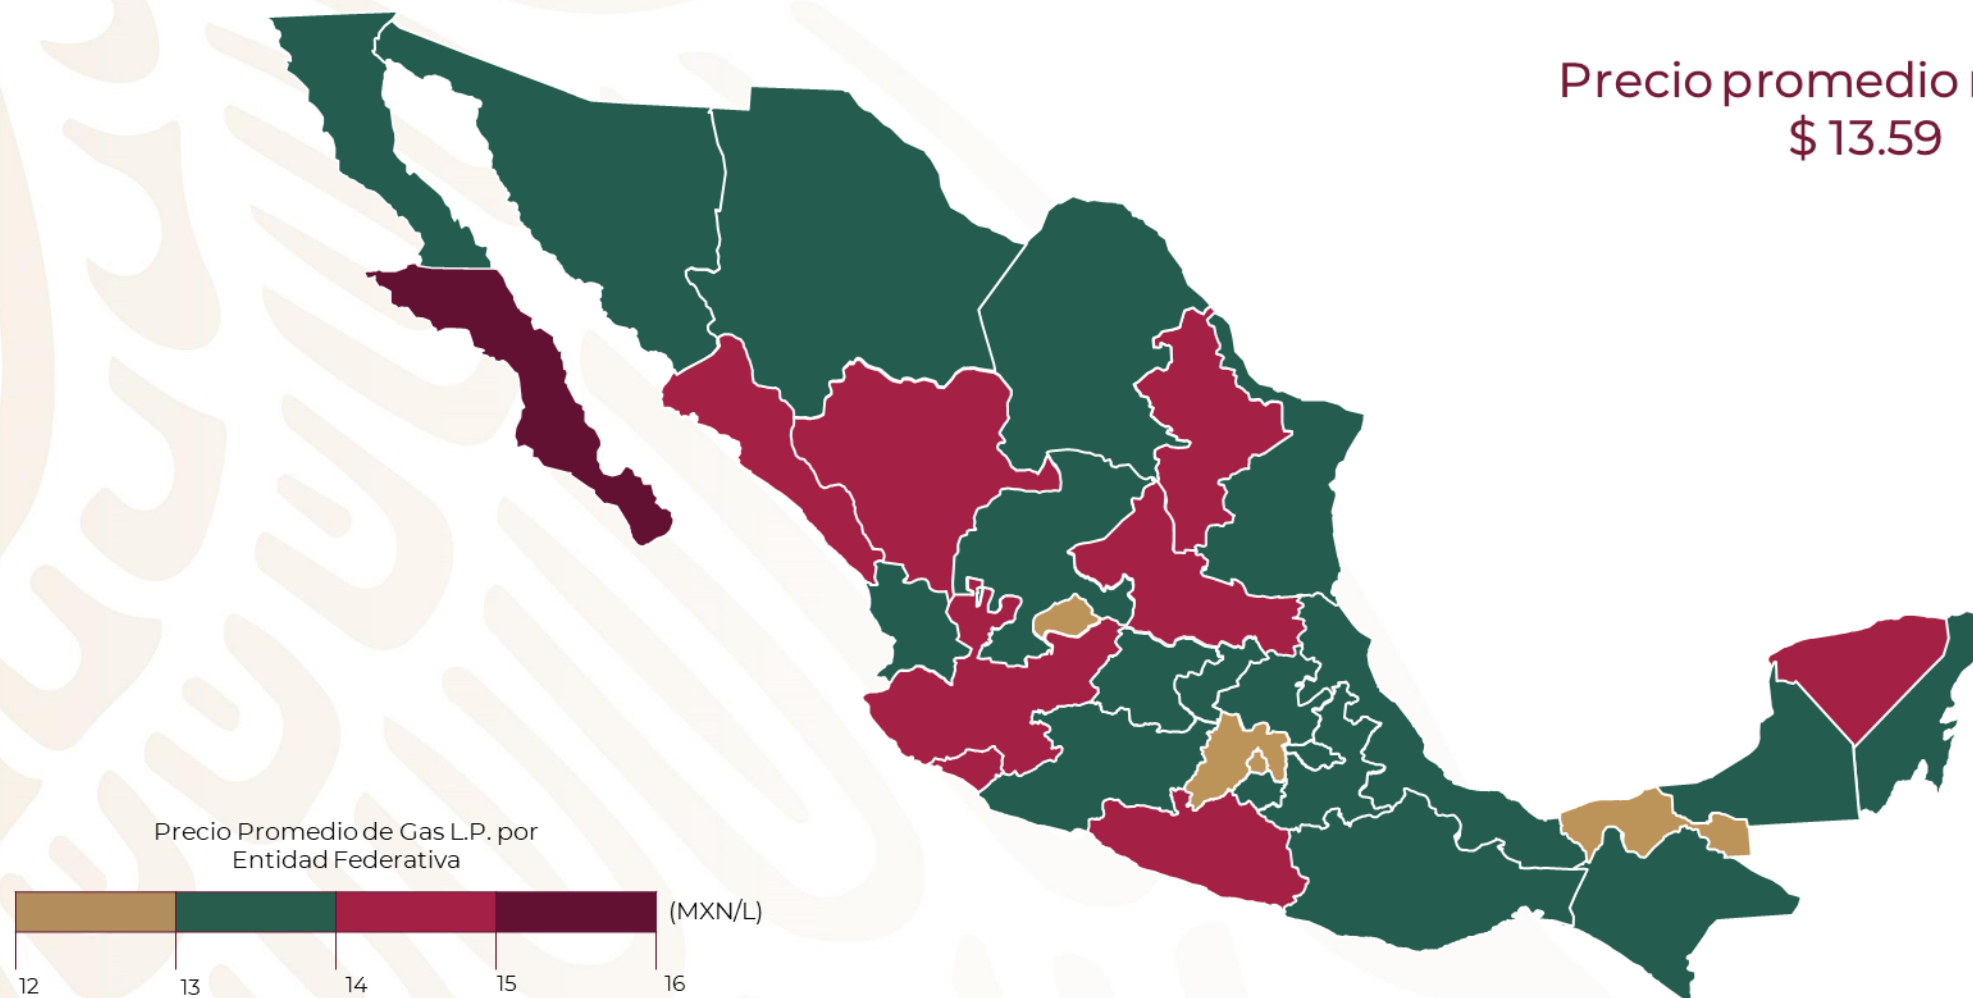 Precio promedio
$ 13.59
Precio Promedio de Gas L.P. por
Entidad Federativa
(MXN/L)
12 13 14 15 16